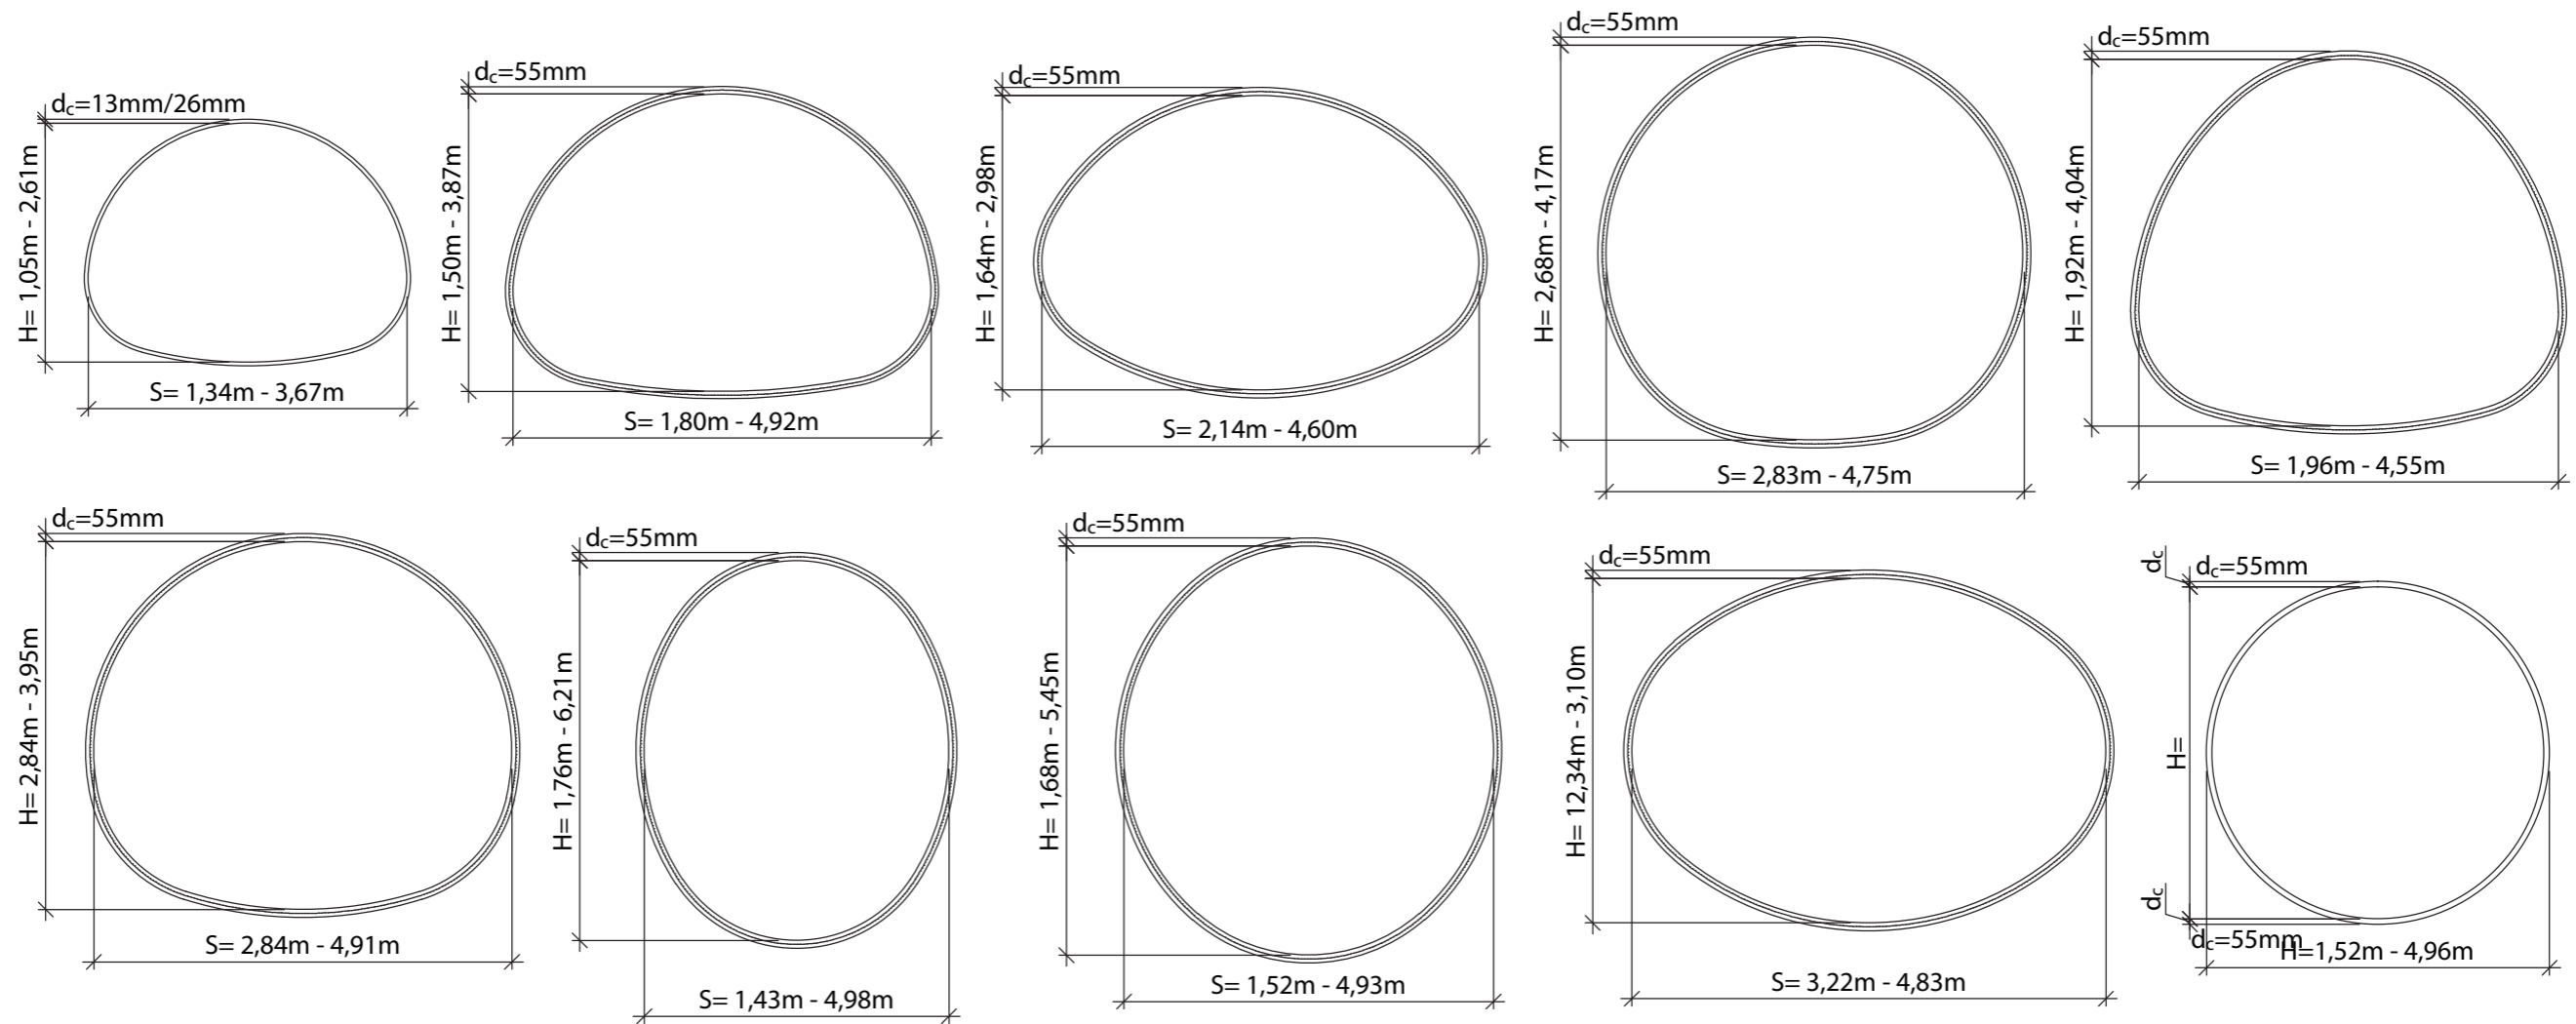 dc=13mm/26mm
H= 1,05m - 2,61m
S= 1,34m - 3,67m
dc=55mm
H= 1,50m - 3,87m
S= 1,80m - 4,92m
dc=55mm
H= 1,64m - 2,98m
S= 2,14m - 4,60m
dc=55mm
H= 2,68m - 4,17m
S= 2,83m - 4,75m
dc=55mm
H= 1,92m - 4,04m
S= 1,96m - 4,55m
dc=55mm
H= 2,84m - 3,95m
S= 2,84m - 4,91m
dc=55mm
H= 1,76m - 6,21m
S= 1,43m - 4,98m
dc=55mm
H= 1,68m - 5,45m
S= 1,52m - 4,93m
dc=55mm
H= 12,34m - 3,10m
S= 3,22m - 4,83m
dc
dc=55mm
H=
dc
dc=55mm
H=1,52m - 4,96m